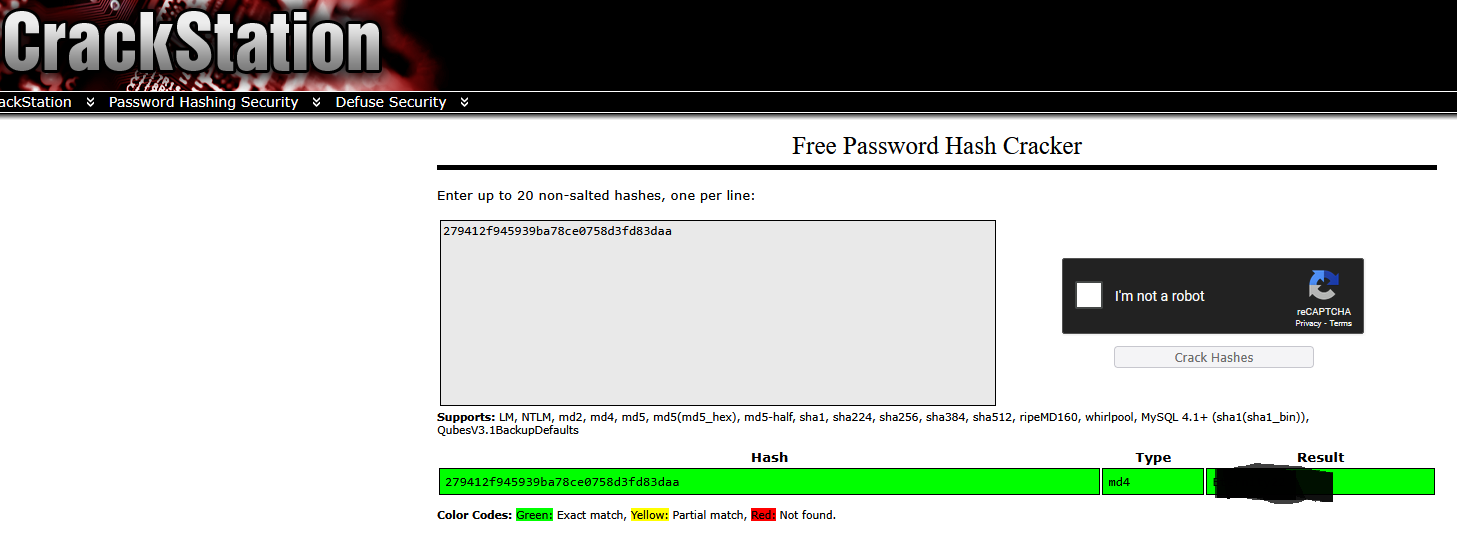 CrackStation
ackStation Password Hashing Security Defuse Security
Free Password Hash Cracker
Enter up to 20 non-salted hashes, one per line:
279412f945939ba78ce0758d3fd83daa
I'm not a robot
reCAPTCHA
Privacy - Terms
Crack Hashes
Supports: LM, NTLM, md2, md4, md5, md5(md5_hex), md5-half, sha1, sha224, sha256, sha384, sha512, ripeMD160, whirlpool, MySQL 4.1+ (sha1(sha1_bin)),
QubesV3.1BackupDefaults
Hash Type Result
279412f945939ba78ce0758d3fd83daa md4
Color Codes: Green: Exact match, Yellow: Partial match, Red: Not found.